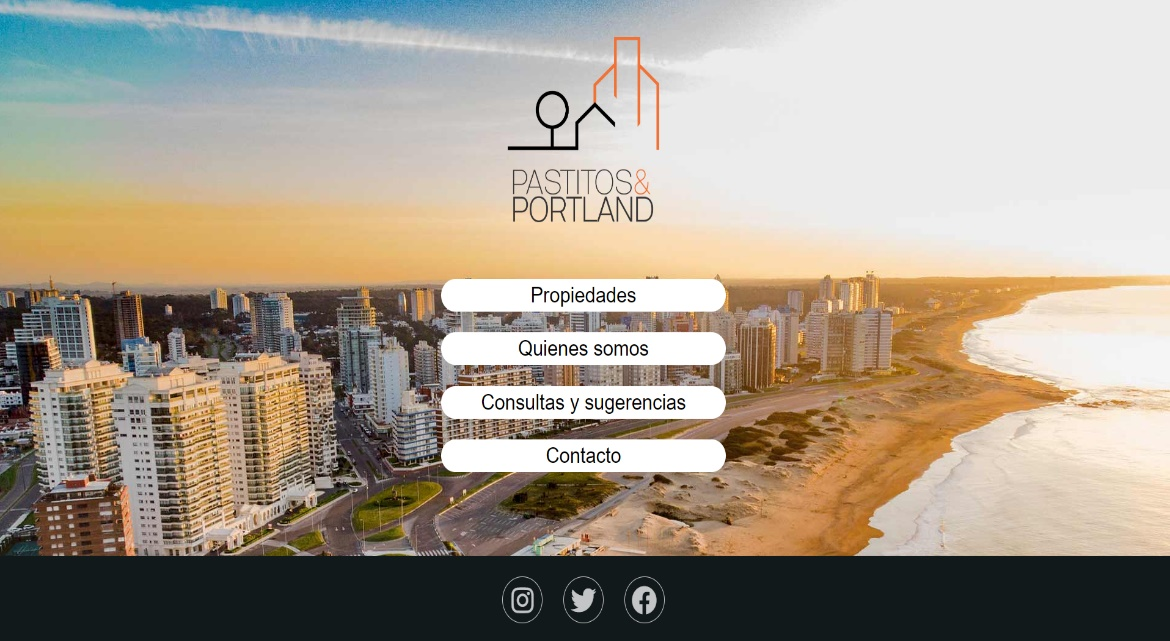 PASTITOS&
PORTLAND
Propiedades
Quienes somos
Consultas y sugerencias
Contacto